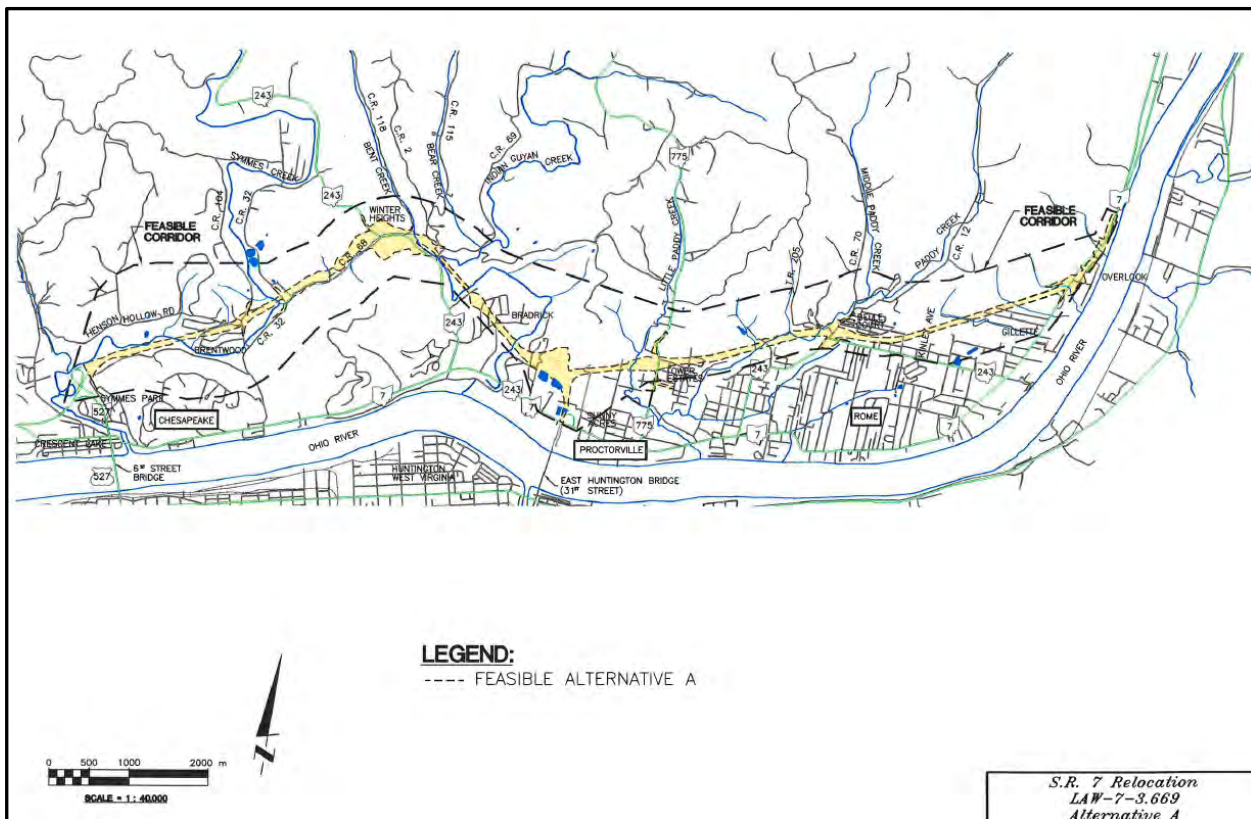 243
SYMMES CREEK
C.R. 104
C.R. 32
FEASIBLE
CORRIDOR
243
WINTER
HEIGHTS
C.R. 118
BENT CREEK
C.R. 2
C.R. 115
BEAR CREEK
C.R. 69
INDIAN GUYAN CREEK
775
LITTLE PADDY CREEK
MIDDLE PADDY CREEK
C.R. 70
T.R. 205
PADDY CREEK
C.R. 12
FEASIBLE
CORRIDOR
7
OVERLOOK
C.R. 68
HENSON HOLLOW RD
BRENTWOOD
C.R. 32
243
BRADRICK
GILLETTE
243
243
243
SYMMES PARK
527
CHESAPEAKE
7
7
SUNNY
ACRES
775
ESTATES
7
ROME
7
PROCTORVILLE
OHIO RIVER
OHIO RIVER
527
6th STREET
BRIDGE
HUNTINGTON
WEST VIRGINIA
EAST HUNTINGTON BRIDGE
(31st STREET)
LEGEND:
---- FEASIBLE ALTERNATIVE A
N
0 500 1000 2000 m
SCALE = 1 : 40,000
S.R. 7 Relocation
LAW-7-3.669
Alternative A